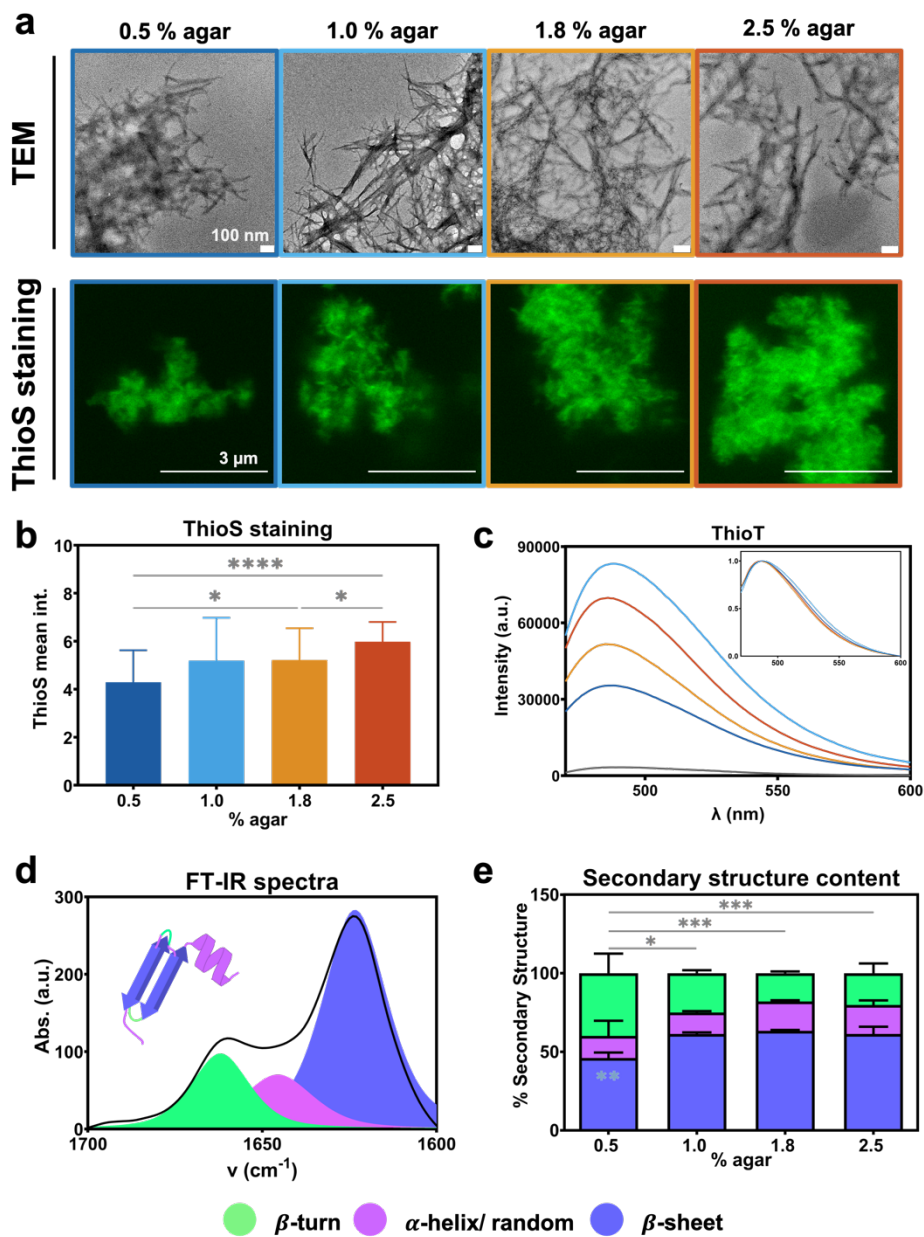 a
0.5 % agar 1.0 % agar 1.8 % agar 2.5 % agar
TEM
100 nm
ThioS staining
3 μm
b
ThioS staining
ThioS mean int.
10
8
6
4
2
0
****
* *
0.5 1.0 1.8 2.5
% agar
c
ThioT
Intensity (a.u.)
90000
60000
30000
0
500 550 600
λ (nm)
1.0
0.5
0.0
500 550 600
d
FT-IR spectra
Abs. (a.u.)
300
200
100
0
1700 1650 1600
ν (cm⁻¹)
e
Secondary structure content
% Secondary Structure
150
100
50
0
***
***
*
**
0.5 1.0 1.8 2.5
% agar
β-turn α-helix/ random β-sheet